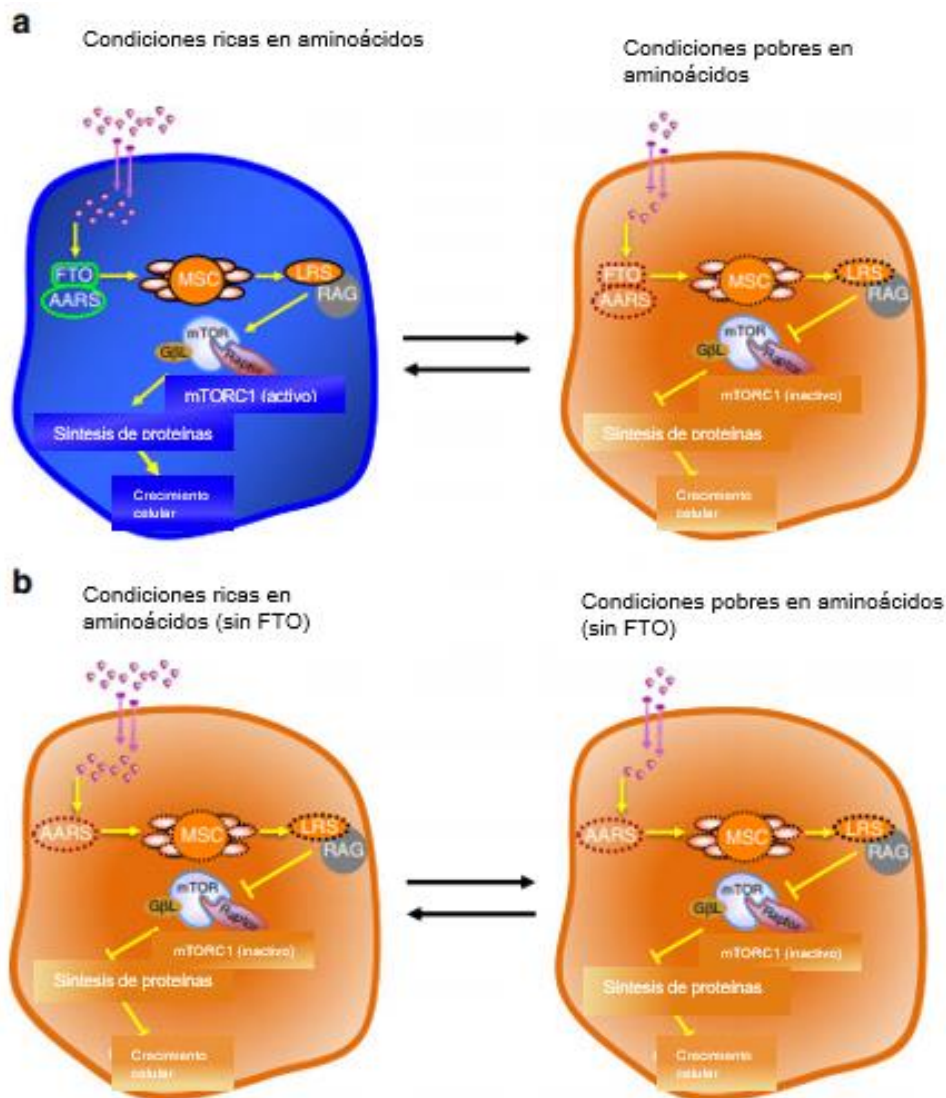 a
Condiciones ricas en aminoácidos
Condiciones pobres en
aminoácidos
FTO
AARS
MSC
LRS
RAG
mTOR
GβL
Raptor
mTORC1 (activo)
Síntesis de proteínas
Crecimiento
celular
FTO
AARS
MSC
LRS
RAG
mTOR
GβL
Raptor
mTORC1 (inactivo)
Síntesis de proteínas
Crecimiento
celular
b
Condiciones ricas en
aminoácidos (sin FTO)
Condiciones pobres en aminoácidos
(sin FTO)
AARS
MSC
LRS
RAG
mTOR
GβL
Raptor
mTORC1 (inactivo)
Síntesis de proteínas
Crecimiento
celular
AARS
MSC
LRS
RAG
mTOR
GβL
Raptor
mTORC1 (inactivo)
Síntesis de proteínas
Crecimiento
celular